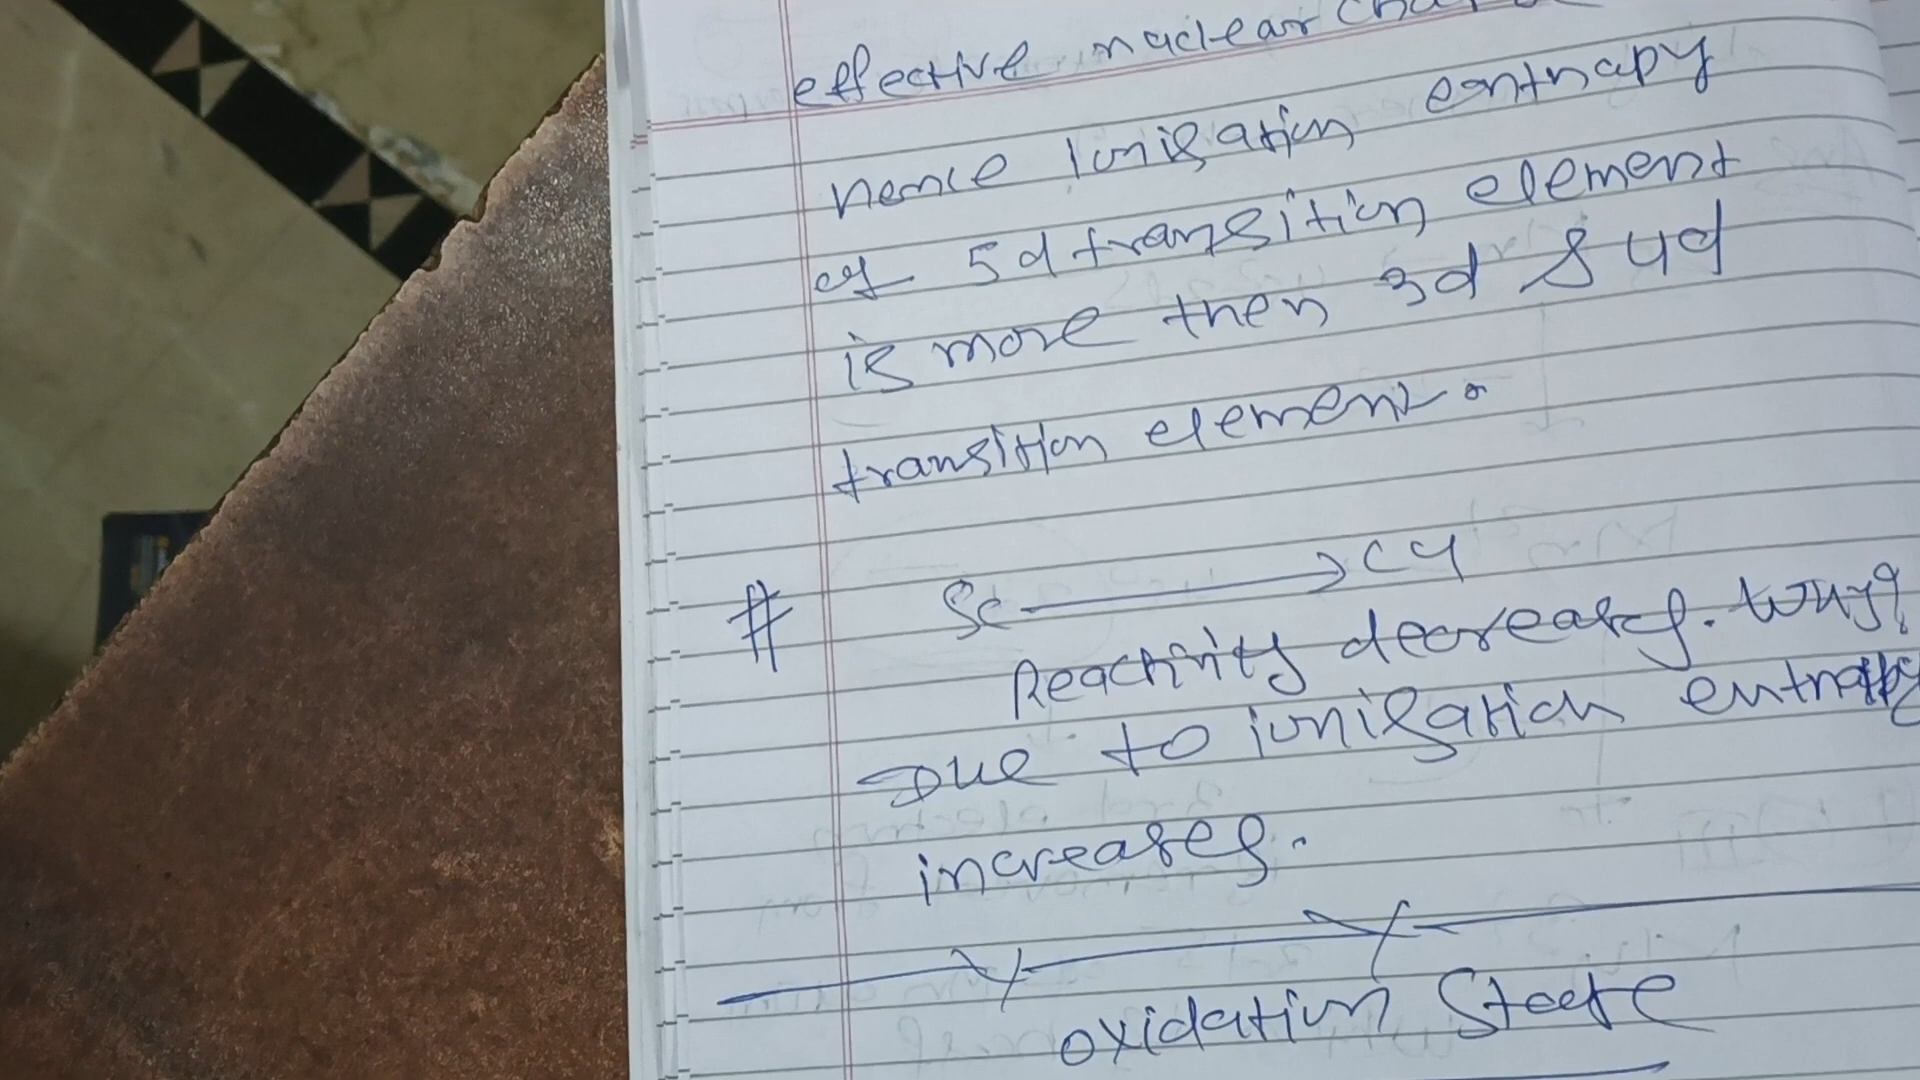 effective nuclear
hence Ionisation enthapy
of 5d transition element
is more then 3d & 4d
transition element.
# Sc → Cu
Reactivity decreases. Why?
Due to ionisation
increases.
oxidation State